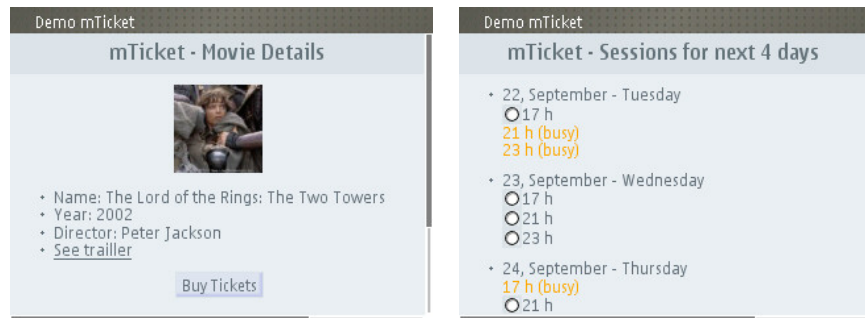 Demo mTicket
mTicket - Movie Details
Name: The Lord of the Rings: The Two Towers
Year: 2002
Director: Peter Jackson
See trailler
Buy Tickets
Demo mTicket
mTicket - Sessions for next 4 days
22, September - Tuesday
17 h
21 h (busy)
23 h (busy)
23, September - Wednesday
17 h
21 h
23 h
24, September - Thursday
17 h (busy)
21 h